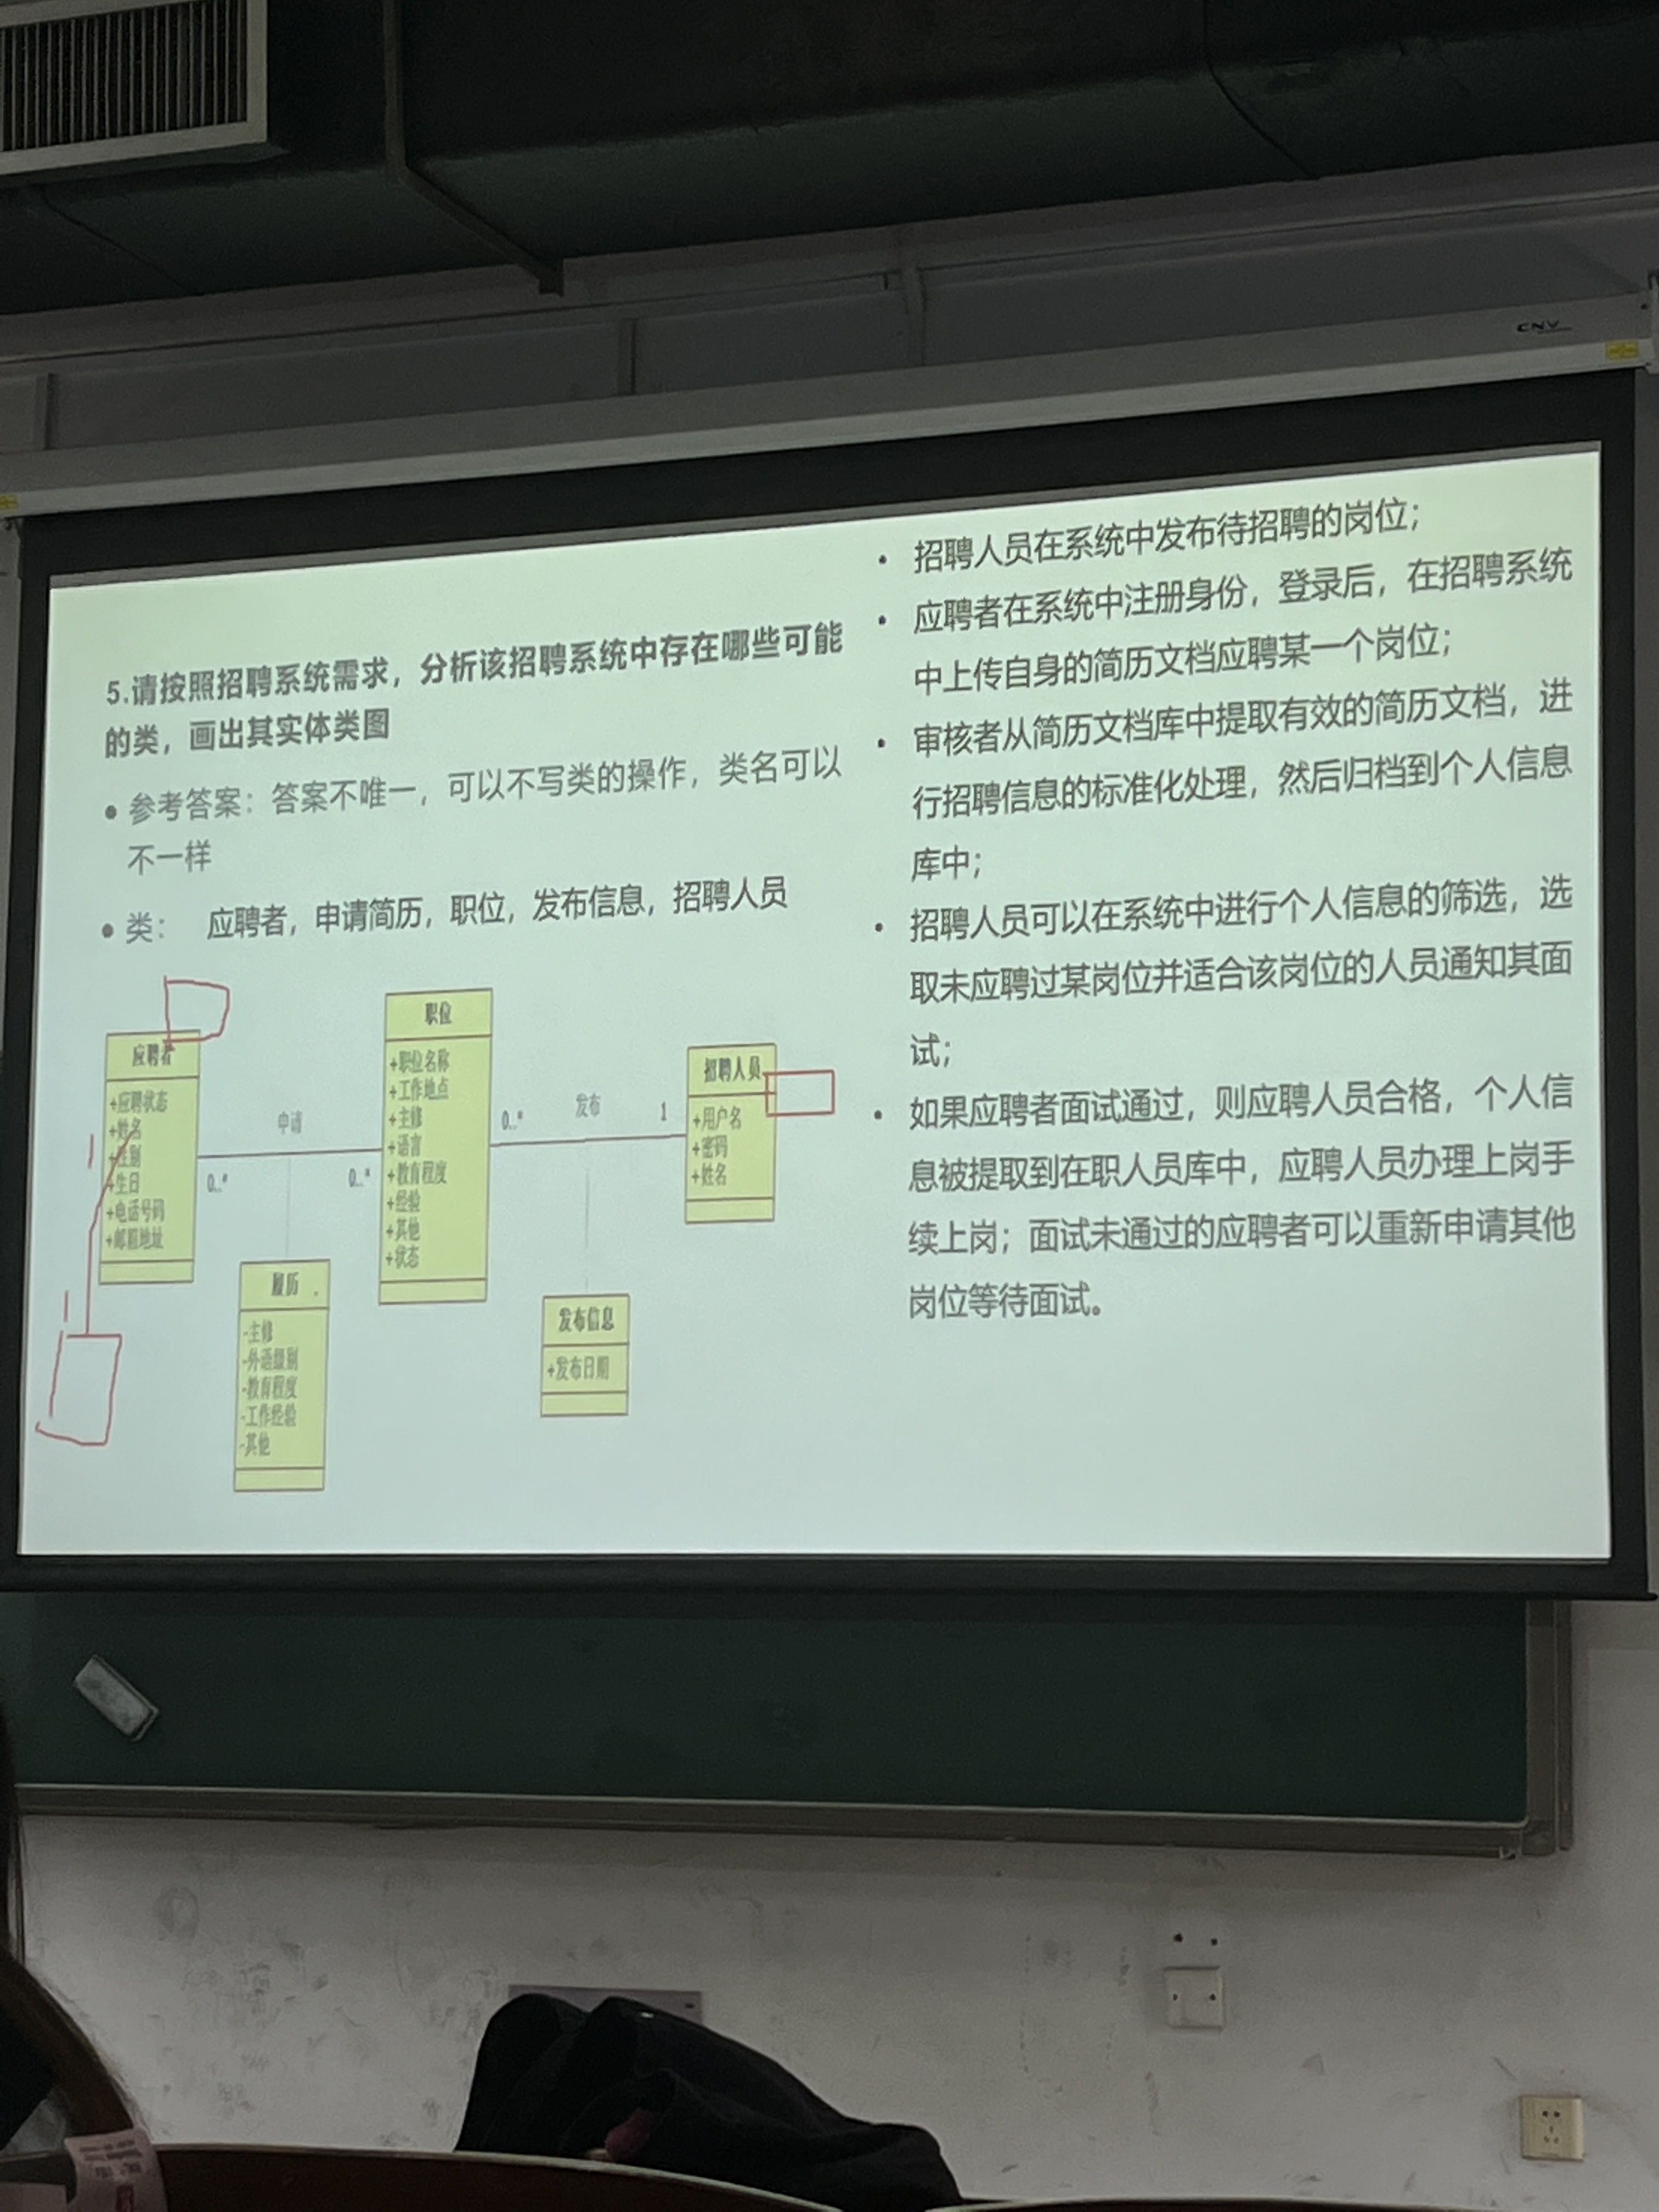 CNV
5.请按照招聘系统需求，分析该招聘系统中存在哪些可能
的类，画出其实体类图
• 参考答案：答案不唯一，可以不写类的操作，类名可以
不一样
• 类： 应聘者，申请简历，职位，发布信息，招聘人员
应聘者
+应聘状态
+姓名
+性别
+生日
+电话号码
+邮箱地址
申请
0..*
0..*
履历
-主修
-外语级别
-教育程度
-工作经验
-其他
职位
+职位名称
+工作地点
+主修
+语言
+教育程度
+经验
+其他
+状态
0..*
发布
1
发布信息
+发布日期
招聘人员
+用户名
+密码
+姓名
• 招聘人员在系统中发布待招聘的岗位；
• 应聘者在系统中注册身份，登录后，在招聘系统
中上传自身的简历文档应聘某一个岗位；
• 审核者从简历文档库中提取有效的简历文档，进
行招聘信息的标准化处理，然后归档到个人信息
库中；
• 招聘人员可以在系统中进行个人信息的筛选，选
取未应聘过某岗位并适合该岗位的人员通知其面
试；
• 如果应聘者面试通过，则应聘人员合格，个人信
息被提取到在职人员库中，应聘人员办理上岗手
续上岗；面试未通过的应聘者可以重新申请其他
岗位等待面试。